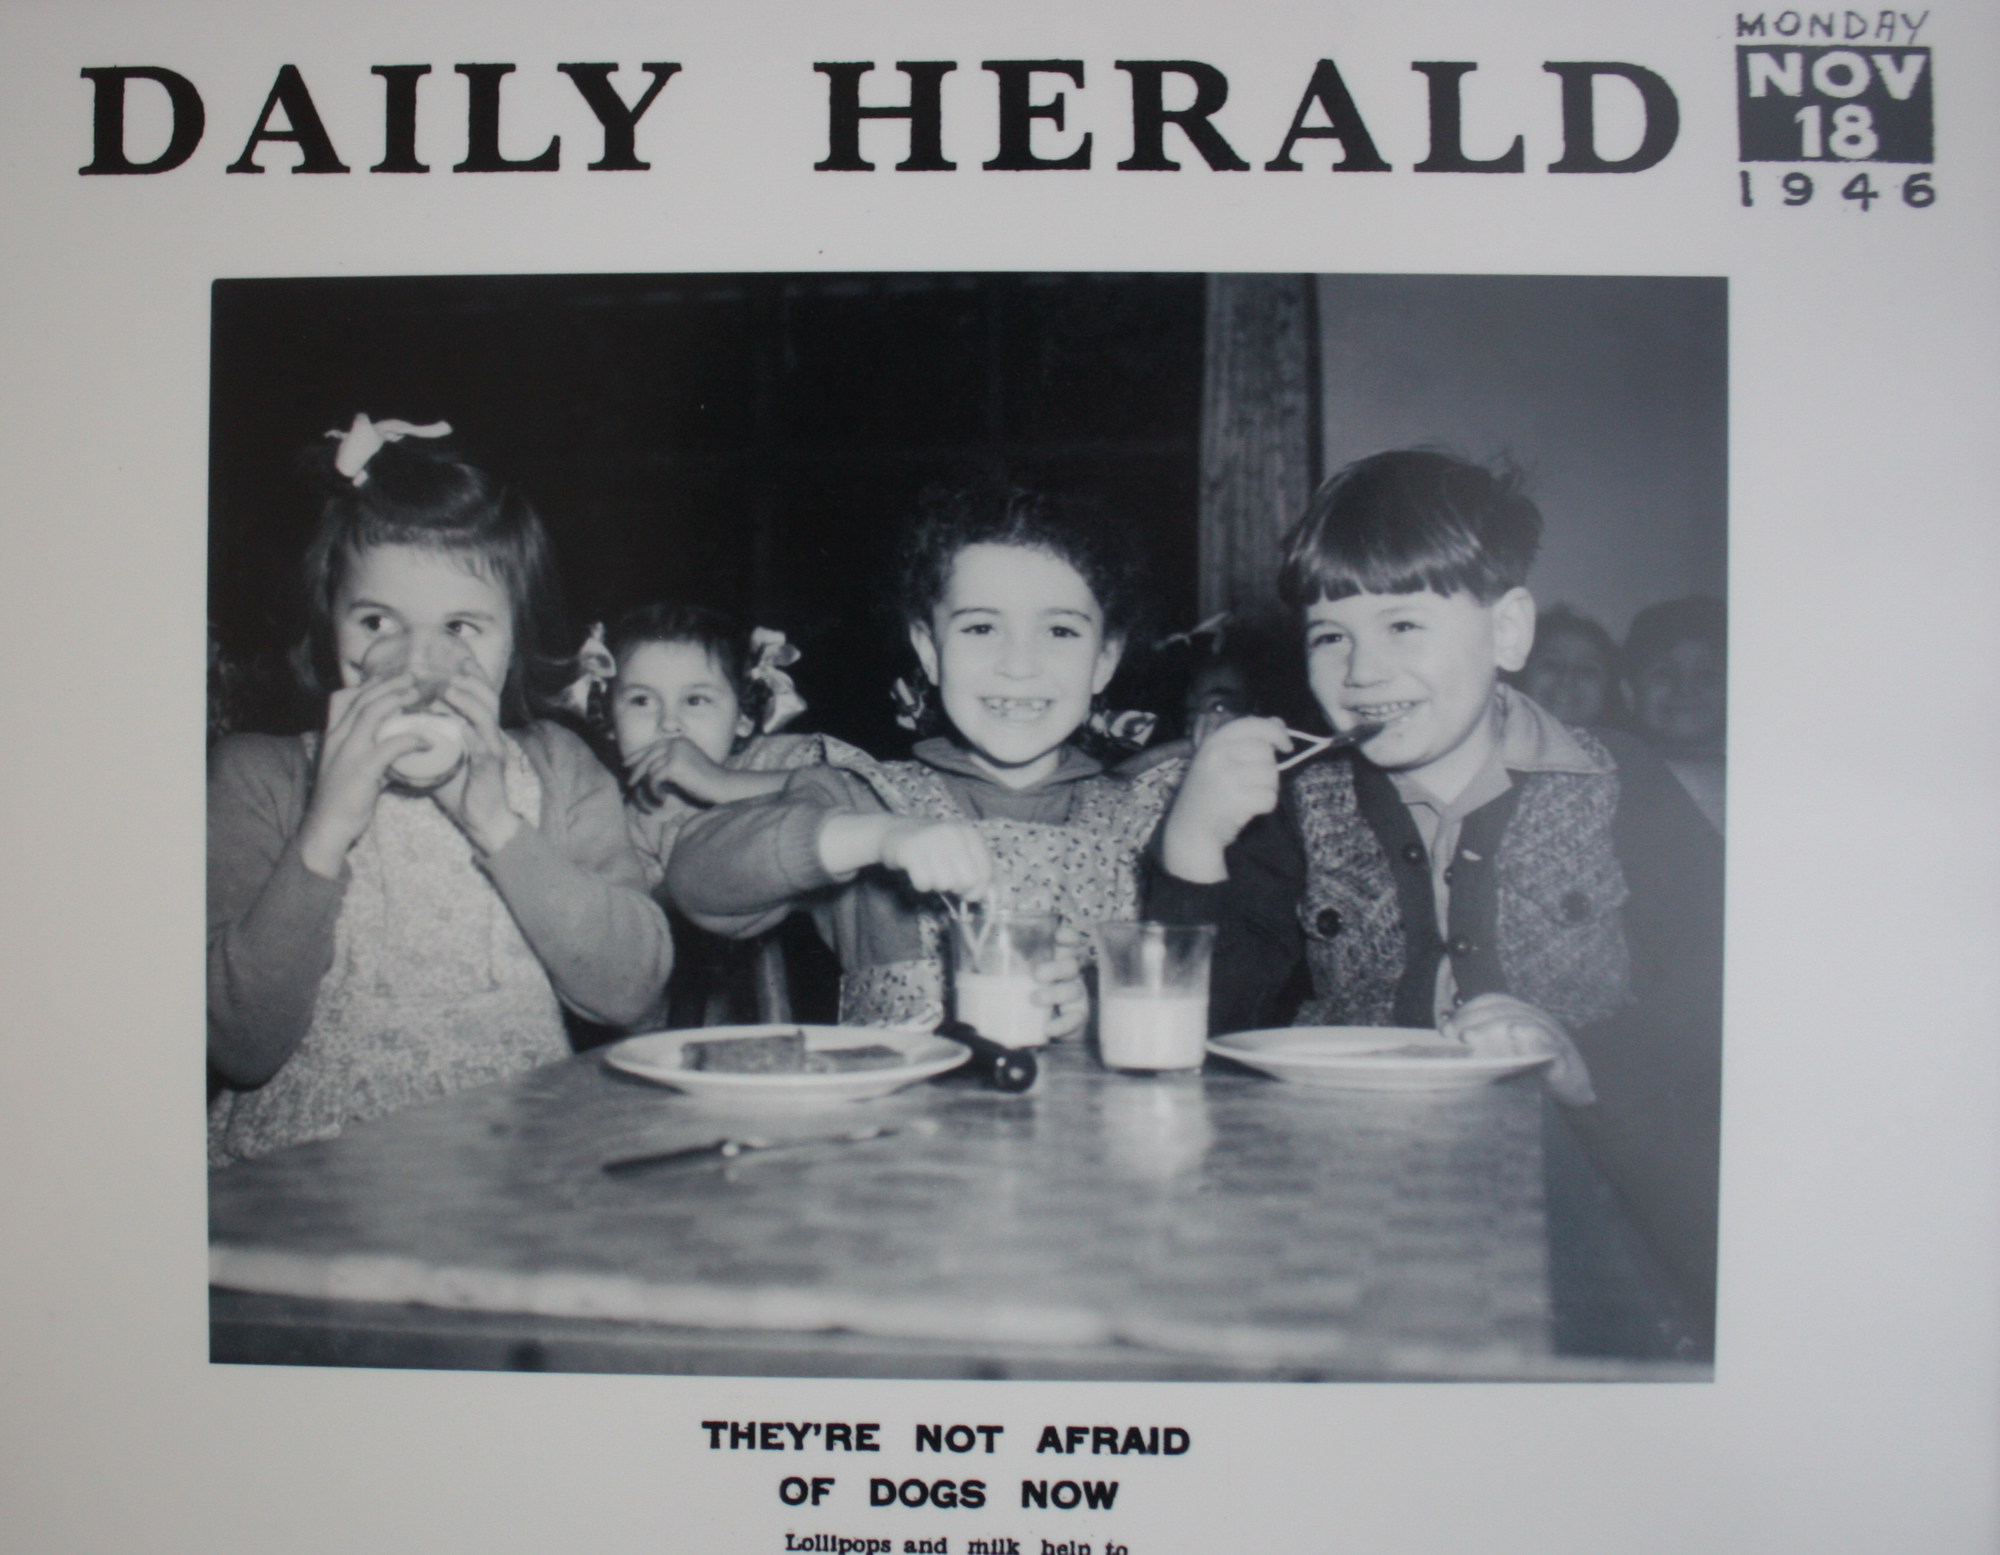 DAILY HERALD
MONDAY
NOV
18
1946
THEY'RE NOT AFRAID
OF DOGS NOW
Lollipops and milk help to